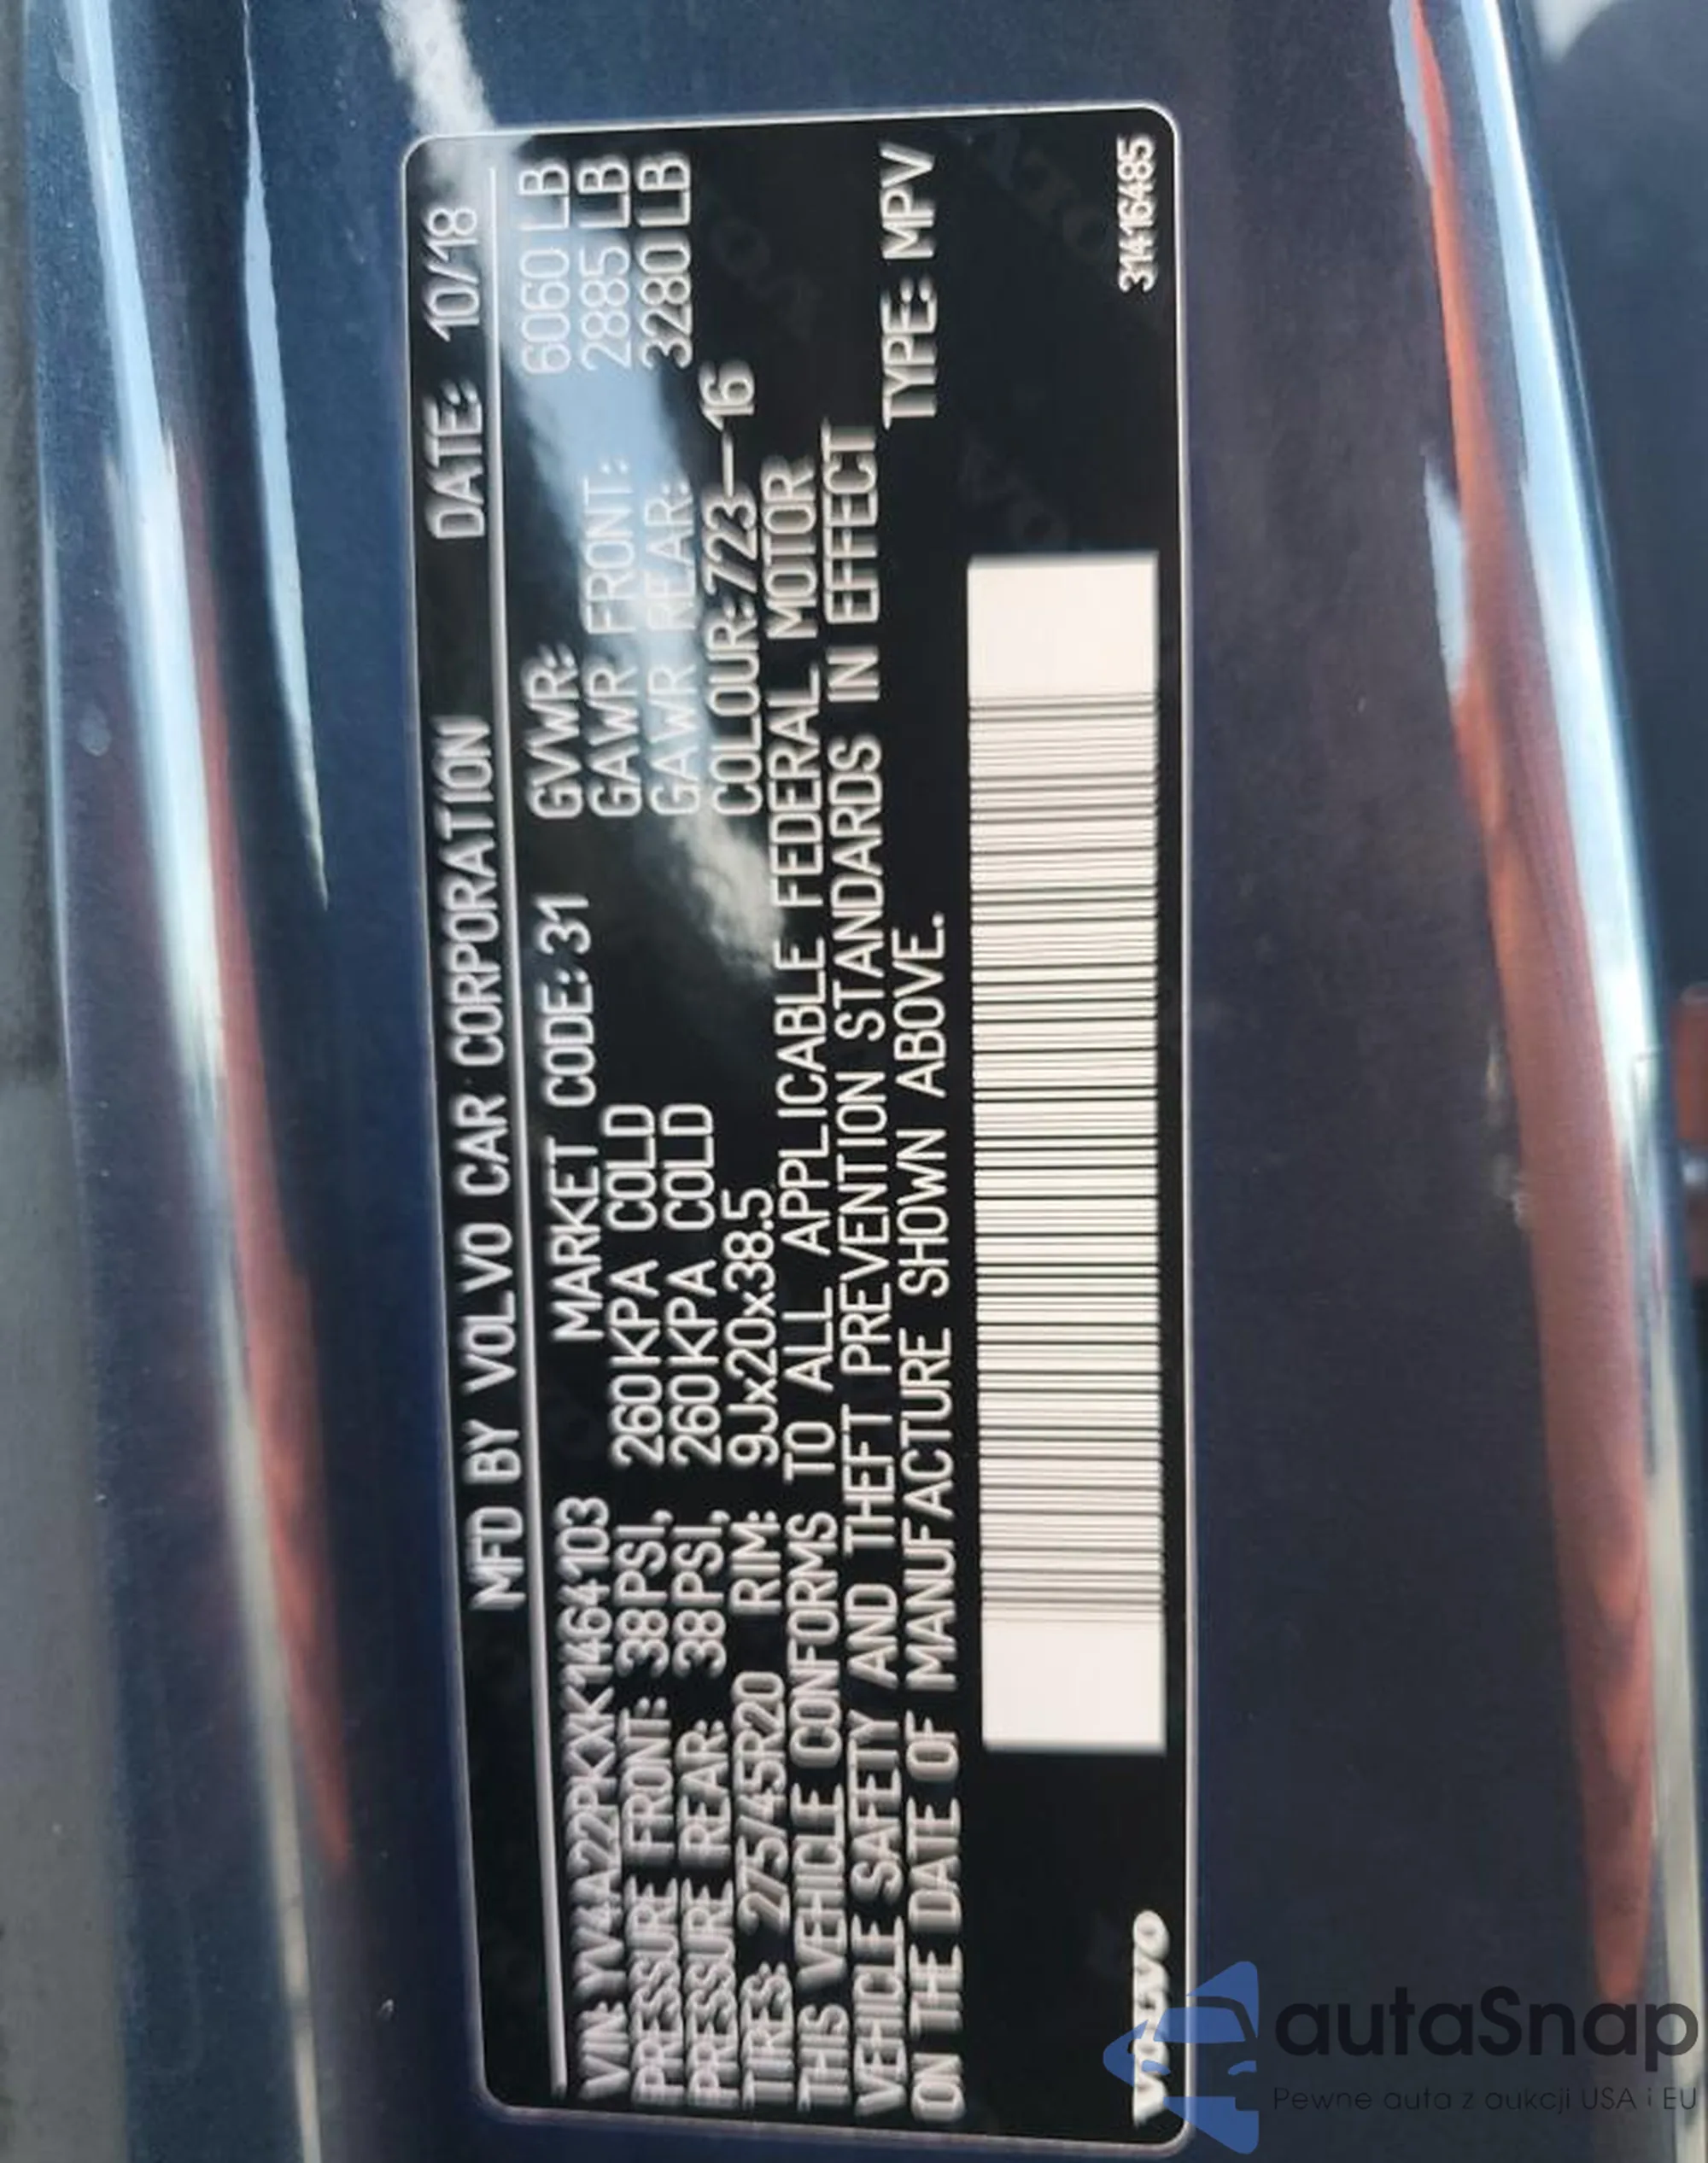 MFD BY VOLVO CAR CORPORATION DATE: 10/18
VIN: YV4A22PKXK1464103 MARKET CODE: 31 GVWR: 6060 LB
PRESSURE FRONT: 38PSI, 260KPA COLD GAWR FRONT: 2885 LB
PRESSURE REAR: 38PSI, 260KPA COLD GAWR REAR: 3280 LB
TIRES: 275/45R20 RIM: 9Jx20x38.5 COLOUR: 723—16
THIS VEHICLE CONFORMS TO ALL APPLICABLE FEDERAL MOTOR
VEHICLE SAFETY AND THEFT PREVENTION STANDARDS IN EFFECT
ON THE DATE OF MANUFACTURE SHOWN ABOVE. TYPE: MPV
VOLVO 31416485
autaSnap
Pewne auta z aukcji USA i EU